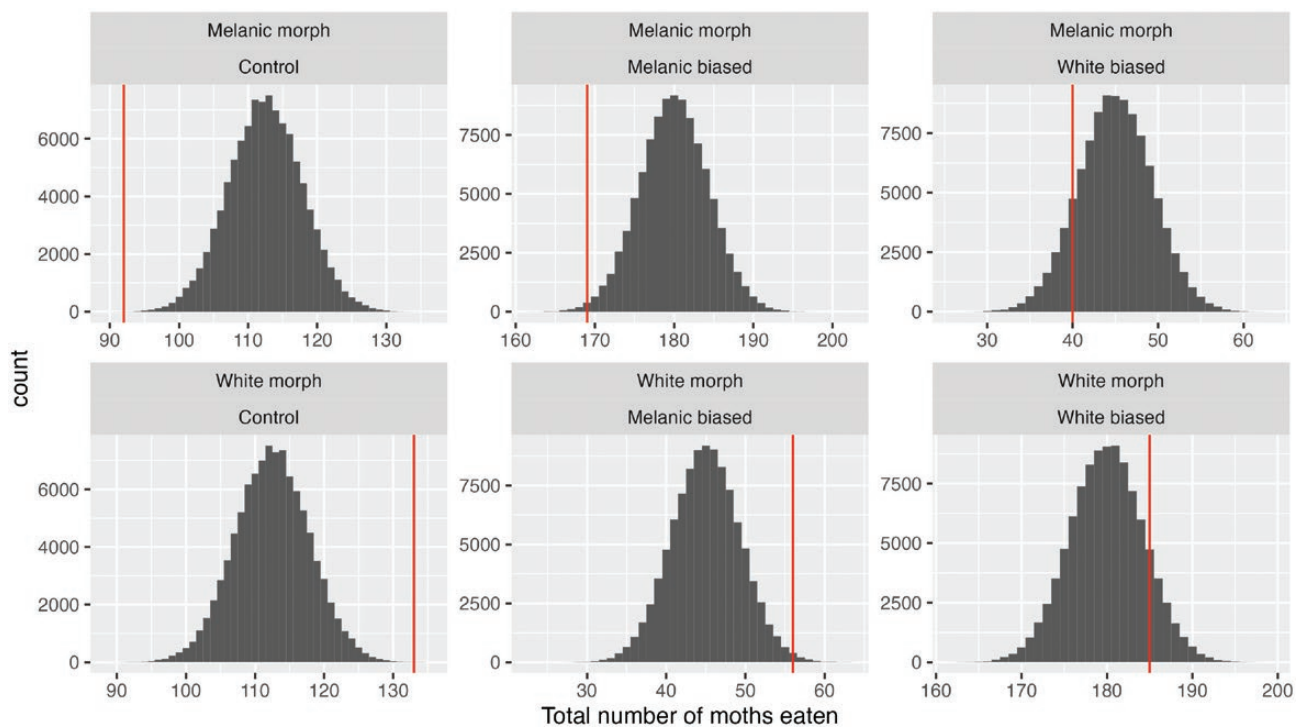 Melanic morph Melanic morph Melanic morph
Control Melanic biased White biased
6000 7500 7500
4000 5000 5000
2000 2500 2500
0 0 0
90 100 110 120 130 160 170 180 190 200 30 40 50 60
White morph White morph White morph
Control Melanic biased White biased
6000 7500 7500
4000 5000 5000
2000 2500 2500
0 0 0
90 100 110 120 130 30 40 50 60 160 170 180 190 200
count
Total number of moths eaten